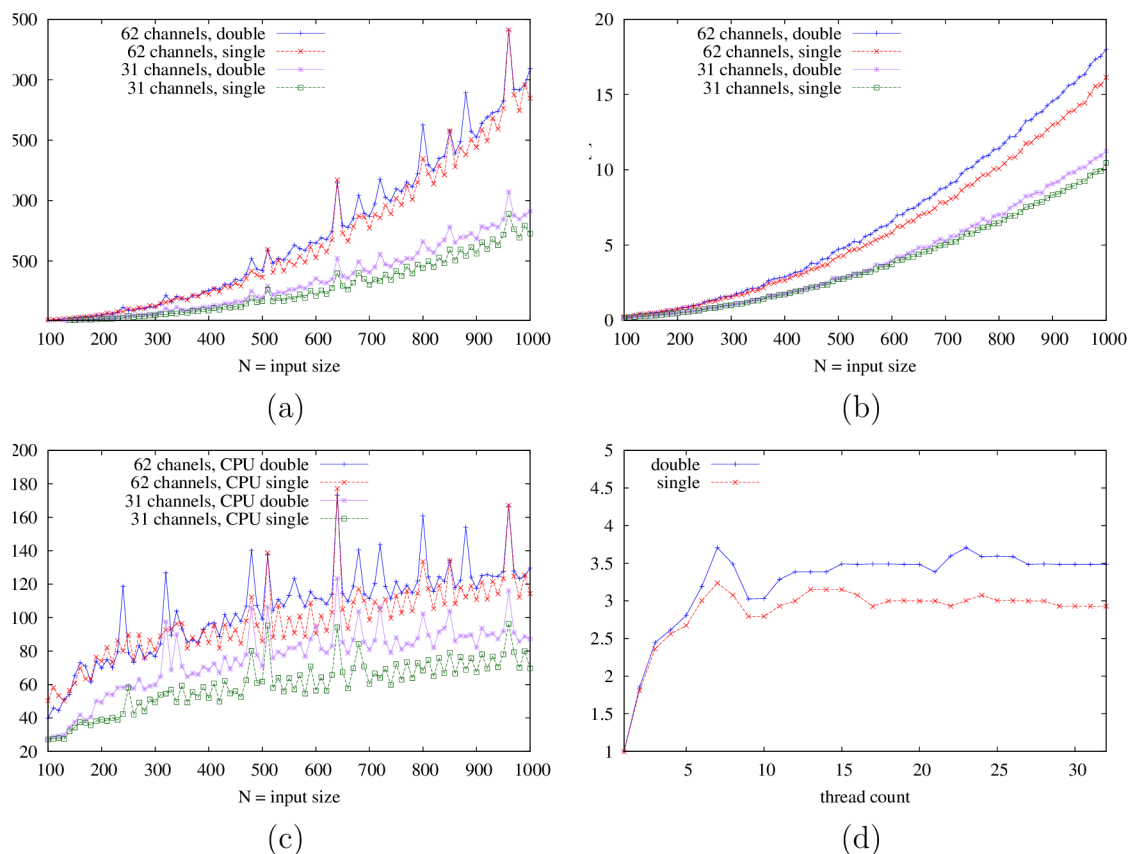 500
000
500
000
500
62 channels, double
62 channels, single
31 channels, double
31 channels, single
100 200 300 400 500 600 700 800 900 1000
N = input size
(a)
20
15
10
5
0
62 channels, double
62 channels, single
31 channels, double
31 channels, single
100 200 300 400 500 600 700 800 900 1000
N = input size
(b)
200
180
160
140
120
100
80
60
40
20
62 chanels, CPU double
62 channels, CPU single
31 channels, CPU double
31 channels, CPU single
100 200 300 400 500 600 700 800 900 1000
N = input size
(c)
5
4.5
4
3.5
3
2.5
2
1.5
1
double
single
5 10 15 20 25 30
thread count
(d)